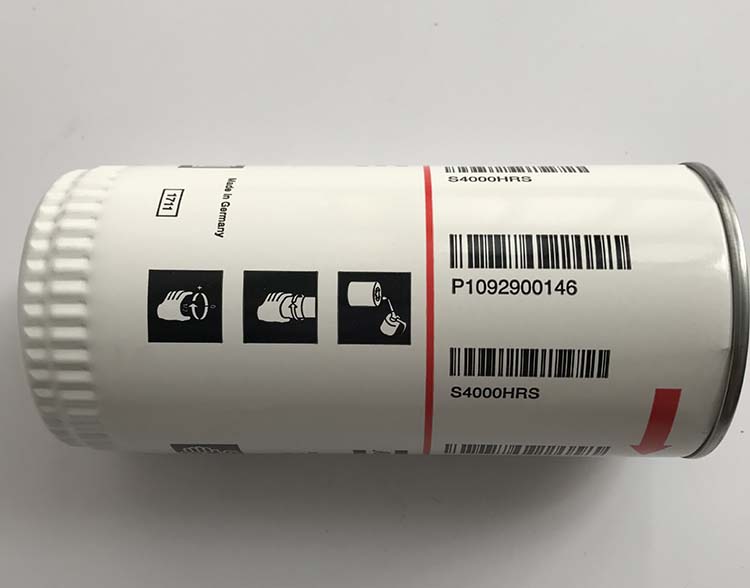 S4000HRS
P1092900146
S4000HRS
Made in Germany
1711